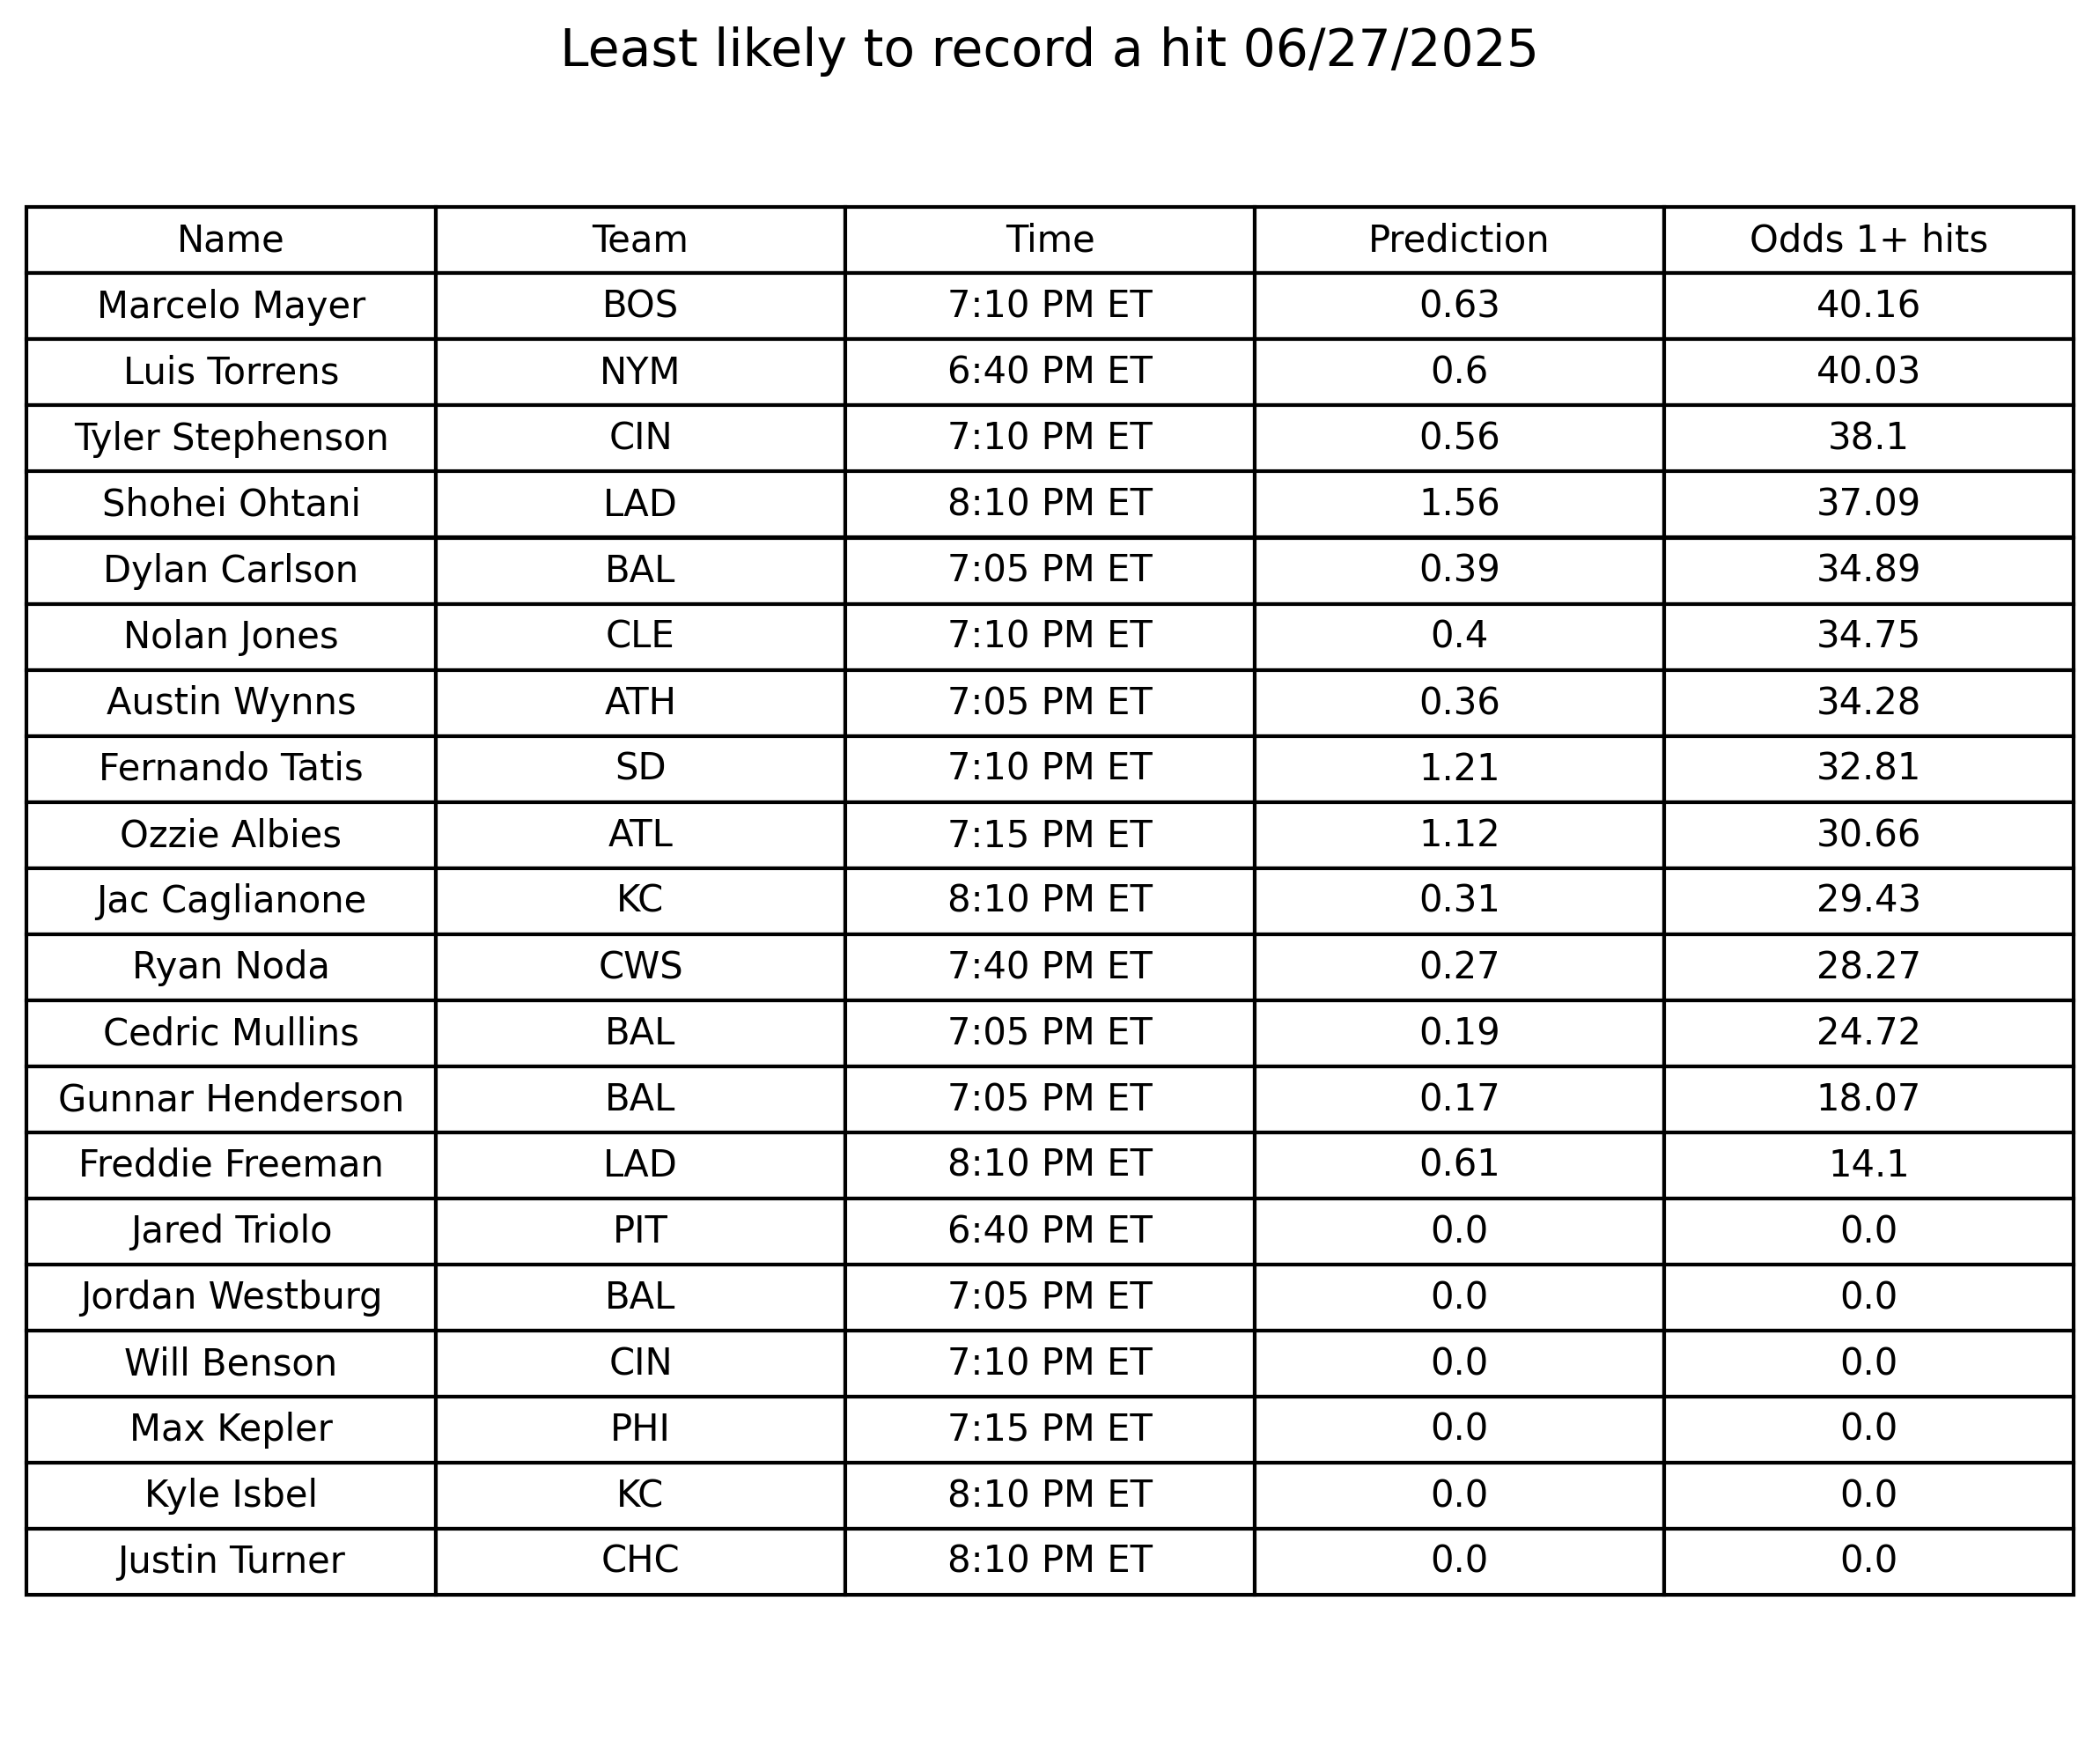 Least likely to record a hit 06/27/2025
Name Team Time Prediction Odds 1+ hits
Marcelo Mayer BOS 7:10 PM ET 0.63 40.16
Luis Torrens NYM 6:40 PM ET 0.6 40.03
Tyler Stephenson CIN 7:10 PM ET 0.56 38.1
Shohei Ohtani LAD 8:10 PM ET 1.56 37.09
Dylan Carlson BAL 7:05 PM ET 0.39 34.89
Nolan Jones CLE 7:10 PM ET 0.4 34.75
Austin Wynns ATH 7:05 PM ET 0.36 34.28
Fernando Tatis SD 7:10 PM ET 1.21 32.81
Ozzie Albies ATL 7:15 PM ET 1.12 30.66
Jac Caglianone KC 8:10 PM ET 0.31 29.43
Ryan Noda CWS 7:40 PM ET 0.27 28.27
Cedric Mullins BAL 7:05 PM ET 0.19 24.72
Gunnar Henderson BAL 7:05 PM ET 0.17 18.07
Freddie Freeman LAD 8:10 PM ET 0.61 14.1
Jared Triolo PIT 6:40 PM ET 0.0 0.0
Jordan Westburg BAL 7:05 PM ET 0.0 0.0
Will Benson CIN 7:10 PM ET 0.0 0.0
Max Kepler PHI 7:15 PM ET 0.0 0.0
Kyle Isbel KC 8:10 PM ET 0.0 0.0
Justin Turner CHC 8:10 PM ET 0.0 0.0